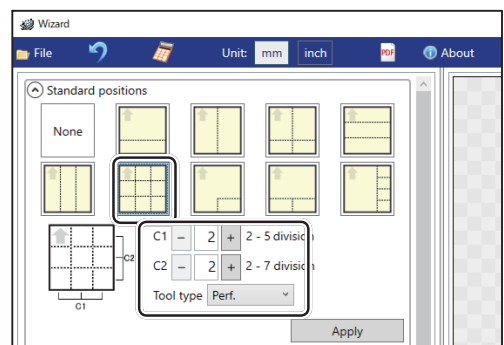 Wizard
File Unit: mm inch PDF About
Standard positions
None
C1 − 2 + 2 - 5 division
C2
C2 − 2 + 2 - 7 division
Tool type Perf.
C1
Apply